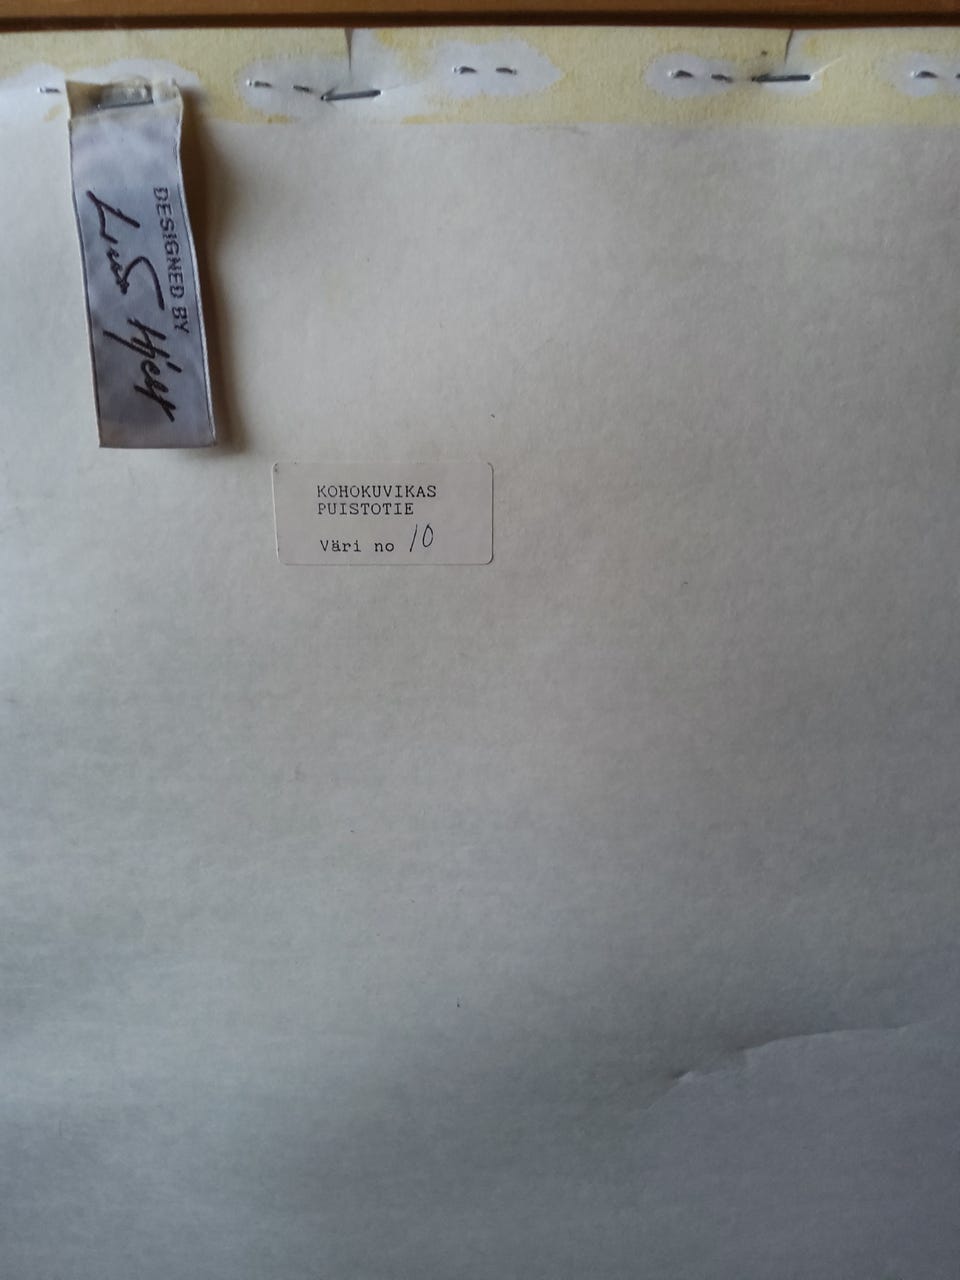 DESIGNED BY
KOHOKUVIKAS
PUISTOTIE
Väri no 10